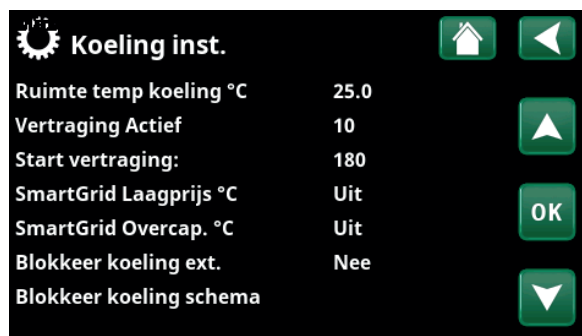 Koeling inst.
Ruimte temp koeling °C 25.0
Vertraging Actief 10
Start vertraging: 180
SmartGrid Laagprijs °C Uit
SmartGrid Overcap. °C Uit
OK
Blokkeer koeling ext. Nee
Blokkeer koeling schema